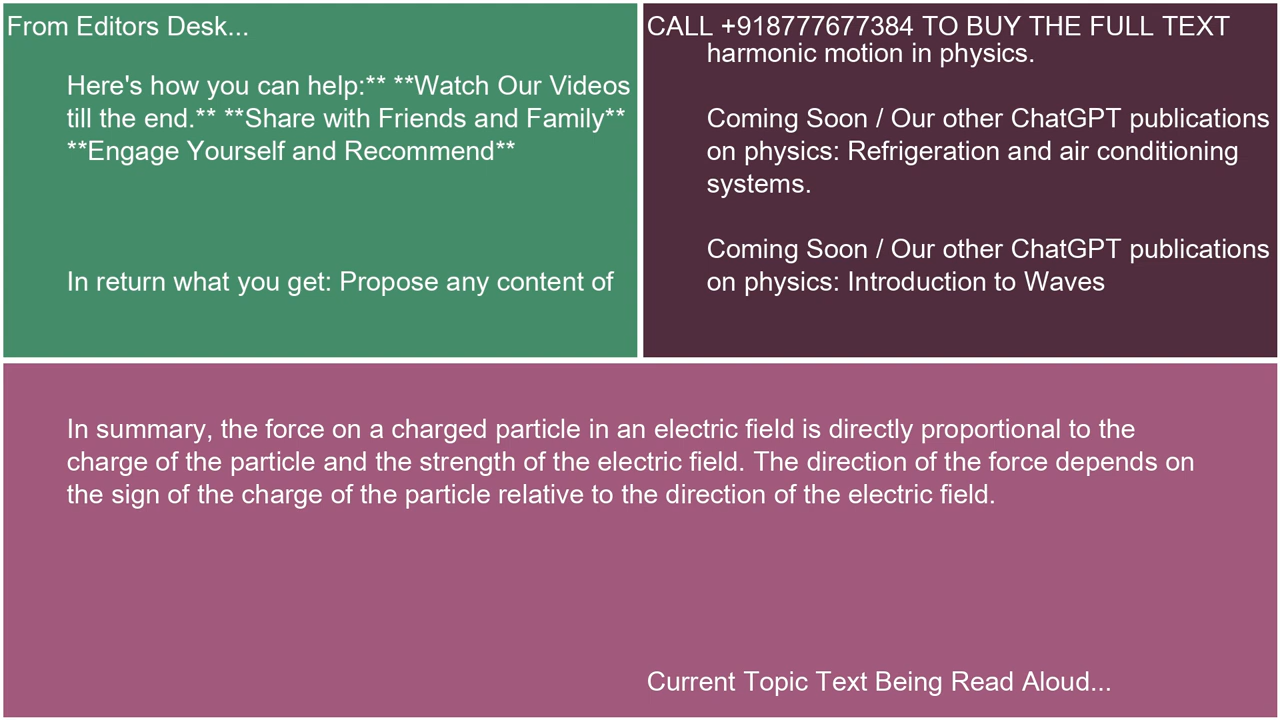 From Editors Desk...
Here's how you can help:** **Watch Our Videos
till the end.** **Share with Friends and Family**
**Engage Yourself and Recommend**
In return what you get: Propose any content of
CALL +918777677384 TO BUY THE FULL TEXT
harmonic motion in physics.
Coming Soon / Our other ChatGPT publications
on physics: Refrigeration and air conditioning
systems.
Coming Soon / Our other ChatGPT publications
on physics: Introduction to Waves
In summary, the force on a charged particle in an electric field is directly proportional to the
charge of the particle and the strength of the electric field. The direction of the force depends on
the sign of the charge of the particle relative to the direction of the electric field.
Current Topic Text Being Read Aloud...